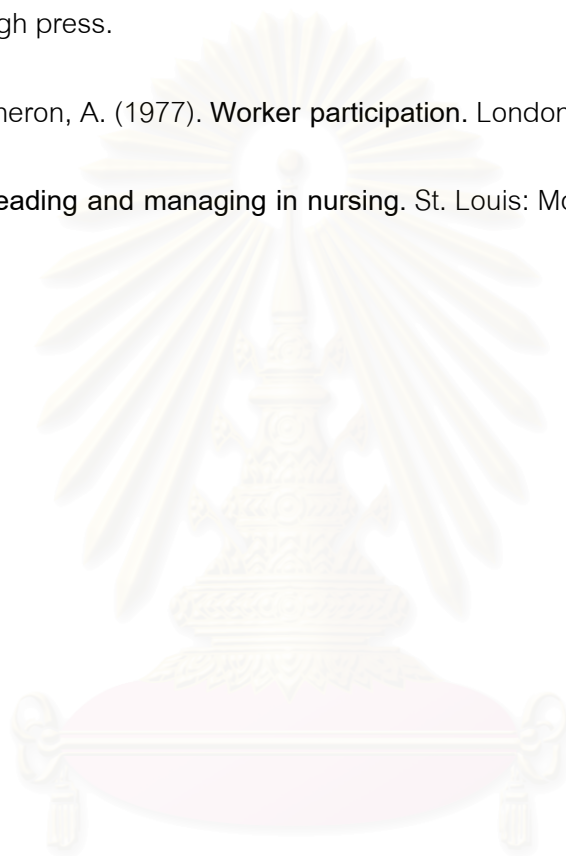 gh press.
neron, A. (1977). Worker participation. London
eading and managing in nursing. St. Louis: Mo